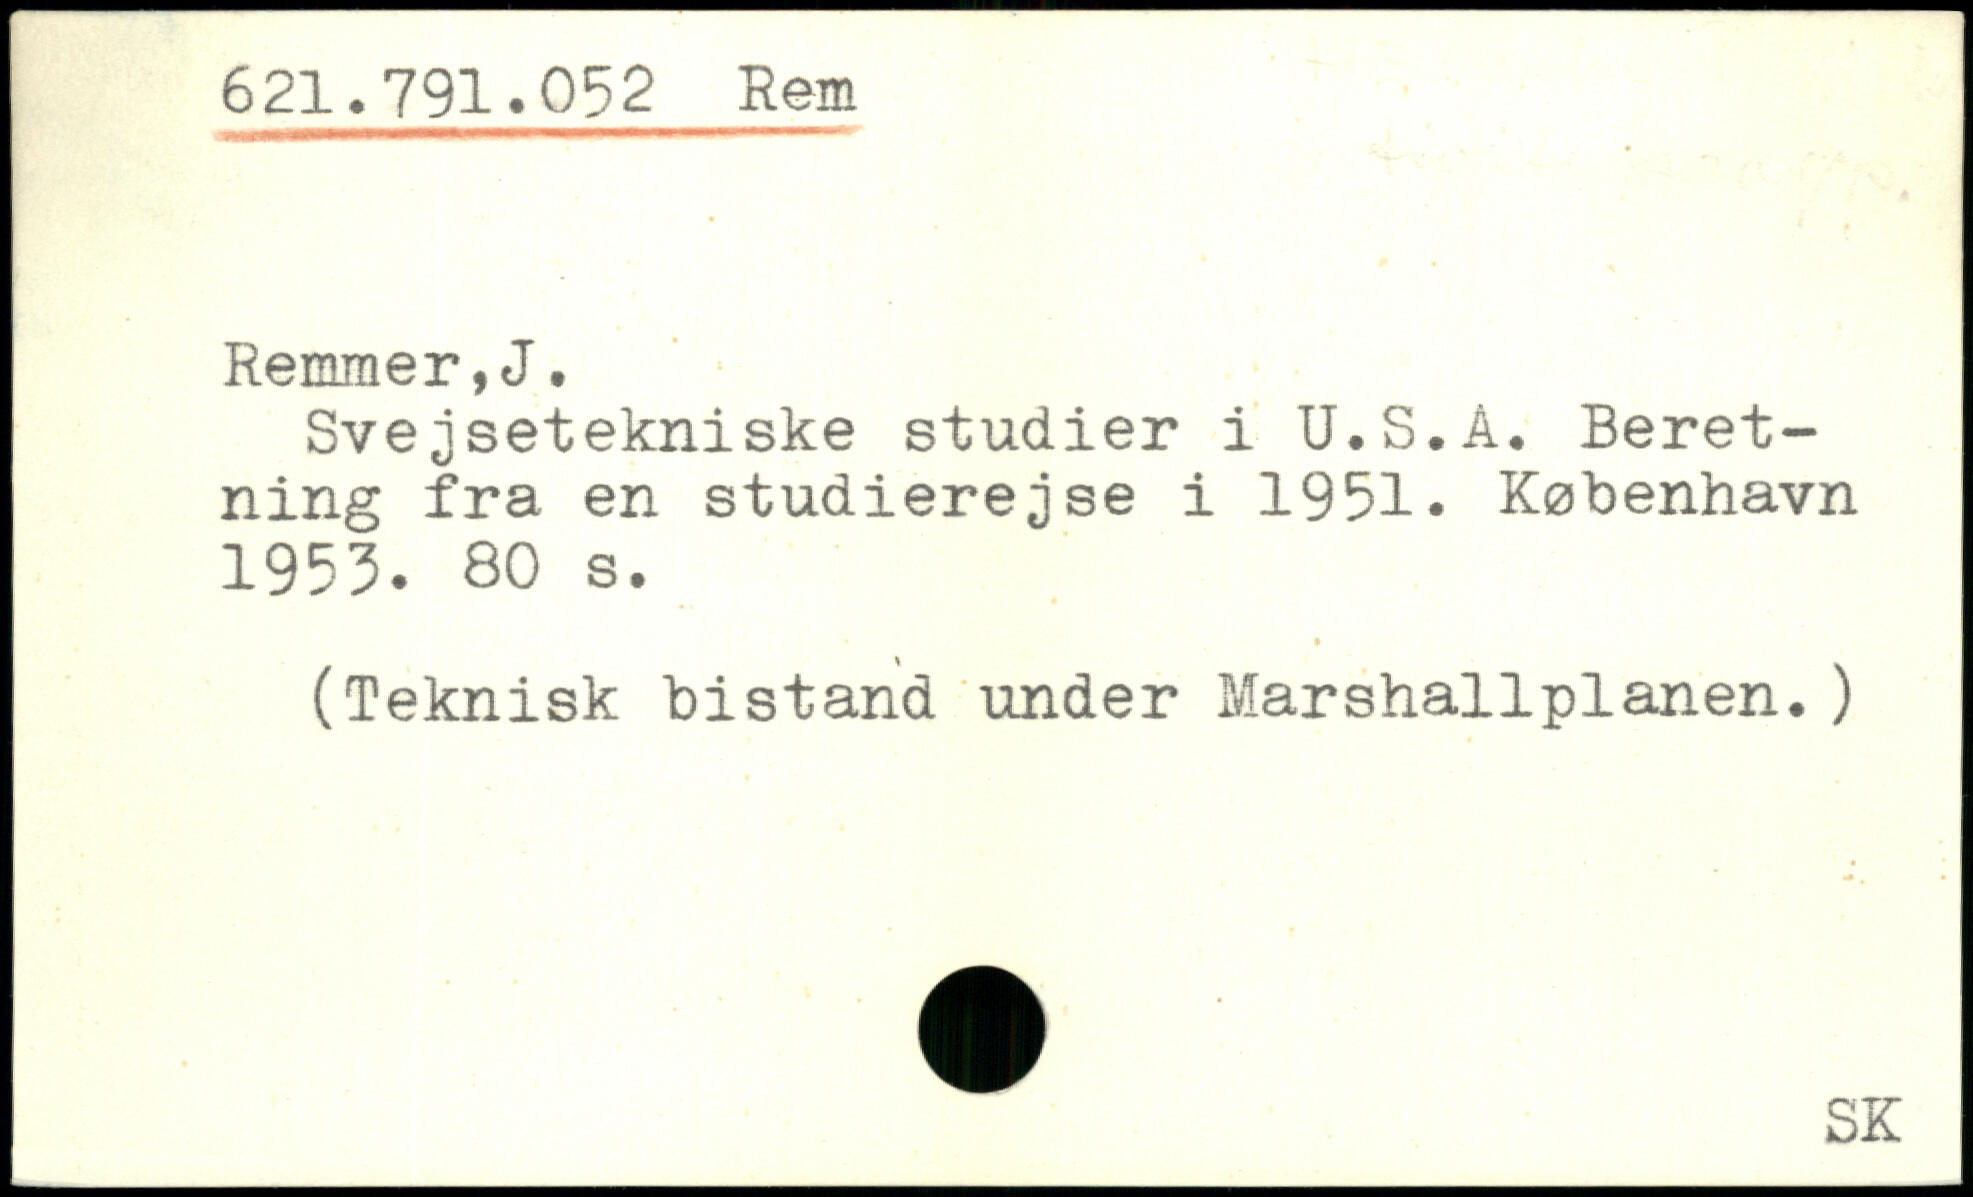 621.791.052 Rem
Remmer,J.
Svejsetekniske studier i U.S.A. Beret-
ning fra en studierejse i 1951. København
1953. 80 s.
(Teknisk bistand under Marshallplanen.)
SK